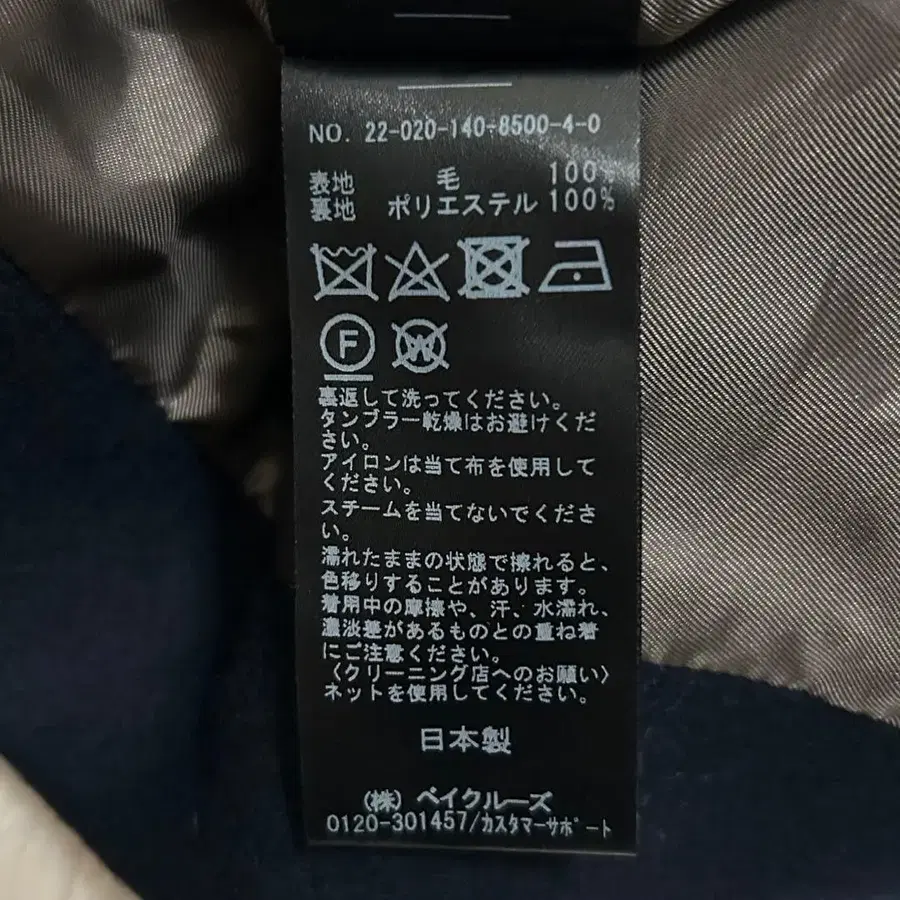 NO. 22-020-140-8500-4-0
表地 毛 100%
裏地 ポリエステル 100%
F
W
裏返して洗ってください。
タンブラー乾燥はお避けくだ
さい。
アイロンは当て布を使用して
ください。
スチームを当てないでくださ
い。
濡れたままの状態で擦れると、
色移りすることがあります。
着用中の摩擦や、汗、水濡れ、
濃淡差があるものとの重ね着
にご注意ください。
〈クリーニング店へのお願い〉
ネットを使用してください。
日本製
(株) ベイクルーズ
0120-301457/カスタマーサポート